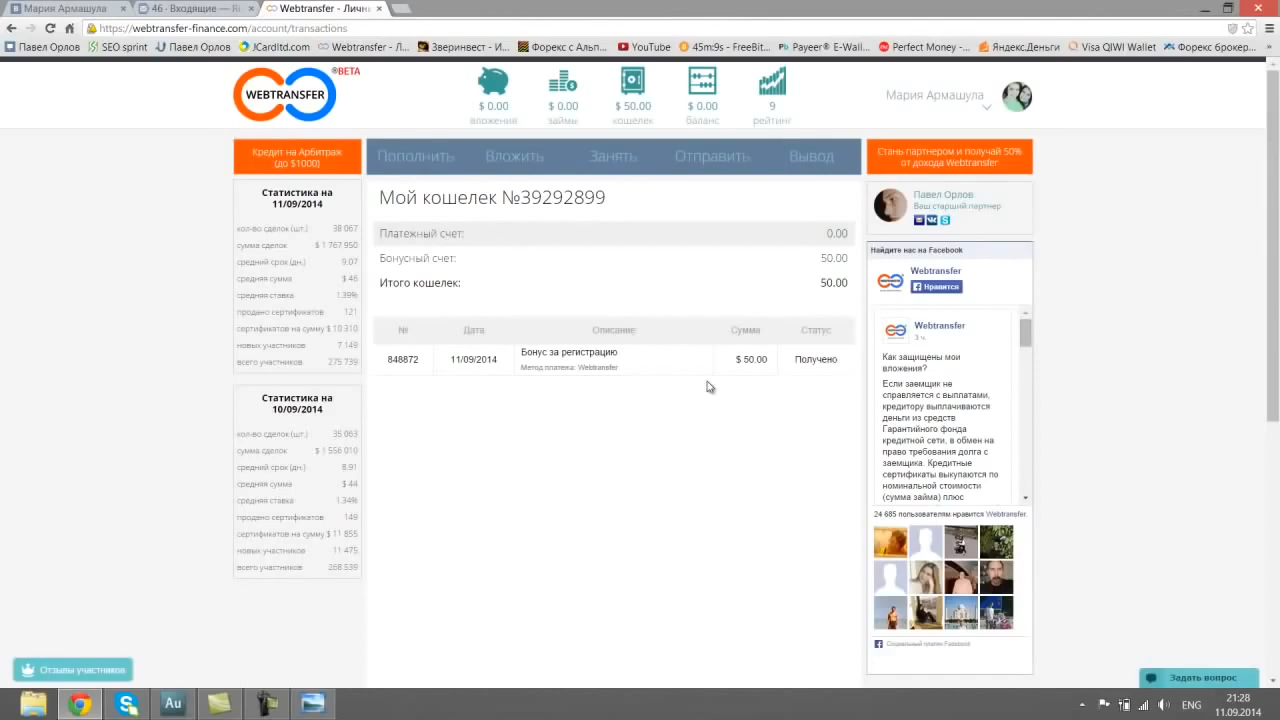 Мария Армашула
46 · Входящие — Я
Webtransfer - Личн
https://webtransfer-finance.com/account/transactions
Павел Орлов
SEO sprint
Павел Орлов
JCardltd.com
Webtransfer - Л...
Зверинвест - И...
Форекс с Альп...
YouTube
45m9s - FreeBit...
Payeer® E-Wal...
Perfect Money -...
Яндекс.Деньги
Visa QIWI Wallet
Форекс брокер...
WEBTRANSFER
®BETA
$ 0.00
вложения
$ 0.00
займы
$ 50.00
кошелек
$ 0.00
баланс
9
рейтинг
Мария Армашула
Кредит на Арбитраж
(до $1000)
Пополнить Вложить Занять Отправить Вывод
Стань партнером и получай 50%
от дохода Webtransfer
Статистика на
11/09/2014
кол-во сделок (шт.) 38 067
сумма сделок $ 1 767 950
средний срок (дн.) 9.07
средняя сумма $ 46
средняя ставка 1.39%
продано сертификатов 121
сертификатов на сумму $ 10 310
новых участников 7 149
всего участников 275 739
Статистика на
10/09/2014
кол-во сделок (шт.) 35 063
сумма сделок $ 1 556 010
средний срок (дн.) 8.91
средняя сумма $ 44
средняя ставка 1.34%
продано сертификатов 149
сертификатов на сумму $ 11 855
новых участников 11 475
всего участников 268 539
Мой кошелек №39292899
Платежный счет: 0.00
Бонусный счет: 50.00
Итого кошелек: 50.00
№ Дата Описание Сумма Статус
848872 11/09/2014 Бонус за регистрацию $ 50.00 Получено
Метод платежа: Webtransfer
Павел Орлов
Ваш старший партнер
Найдите нас на Facebook
Webtransfer
Нравится
Webtransfer
3 ч.
Как защищены мои
вложения?
Если заемщик не
справляется с выплатами,
кредитору выплачиваются
деньги из средств
Гарантийного фонда
кредитной сети, в обмен на
право требования долга с
заемщика. Кредитные
сертификаты выкупаются по
номинальной стоимости
(сумма займа) плюс
24 685 пользователям нравится Webtransfer.
Социальный плагин Facebook
Отзывы участников
Задать вопрос
Au
ENG
21:28
11.09.2014